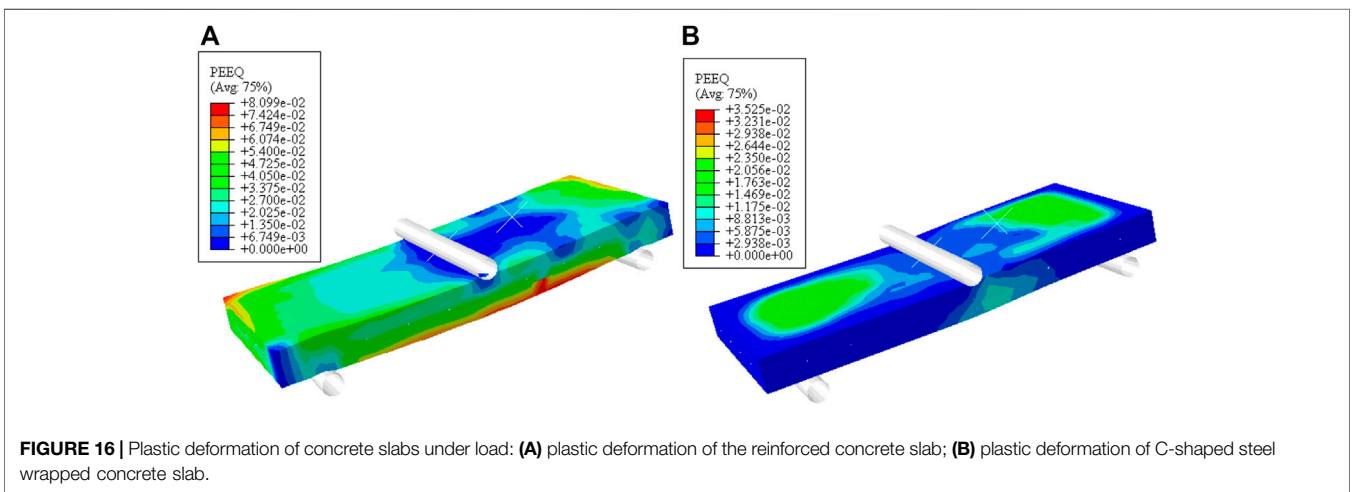 A
PEEQ
(Avg: 75%)
+8.099e-02
+7.424e-02
+6.749e-02
+6.074e-02
+5.400e-02
+4.725e-02
+4.050e-02
+3.375e-02
+2.700e-02
+2.025e-02
+1.350e-02
+6.749e-03
+0.000e+00
B
PEEQ
(Avg: 75%)
+3.525e-02
+3.231e-02
+2.938e-02
+2.644e-02
+2.350e-02
+2.056e-02
+1.763e-02
+1.469e-02
+1.175e-02
+8.813e-03
+5.875e-03
+2.938e-03
+0.000e+00
FIGURE 16 | Plastic deformation of concrete slabs under load: (A) plastic deformation of the reinforced concrete slab; (B) plastic deformation of C-shaped steel
wrapped concrete slab.